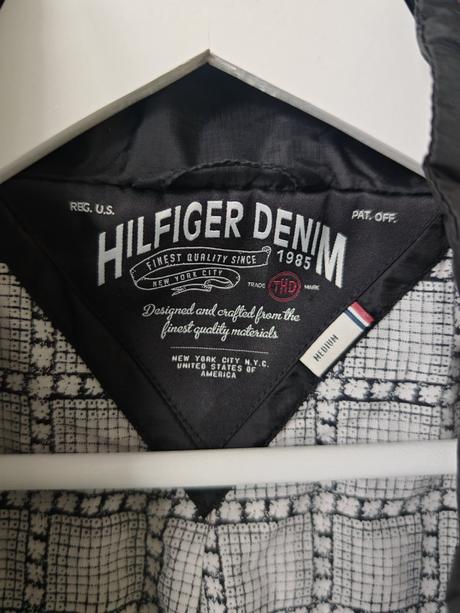 REG. U.S.
PAT. OFF.
HILFIGER DENIM
FINEST QUALITY SINCE 1985
NEW YORK CITY
TRADE THD MARK
Designed and crafted from the
finest quality materials.
NEW YORK CITY N.Y.C.
UNITED STATES OF
AMERICA
MEDIUM